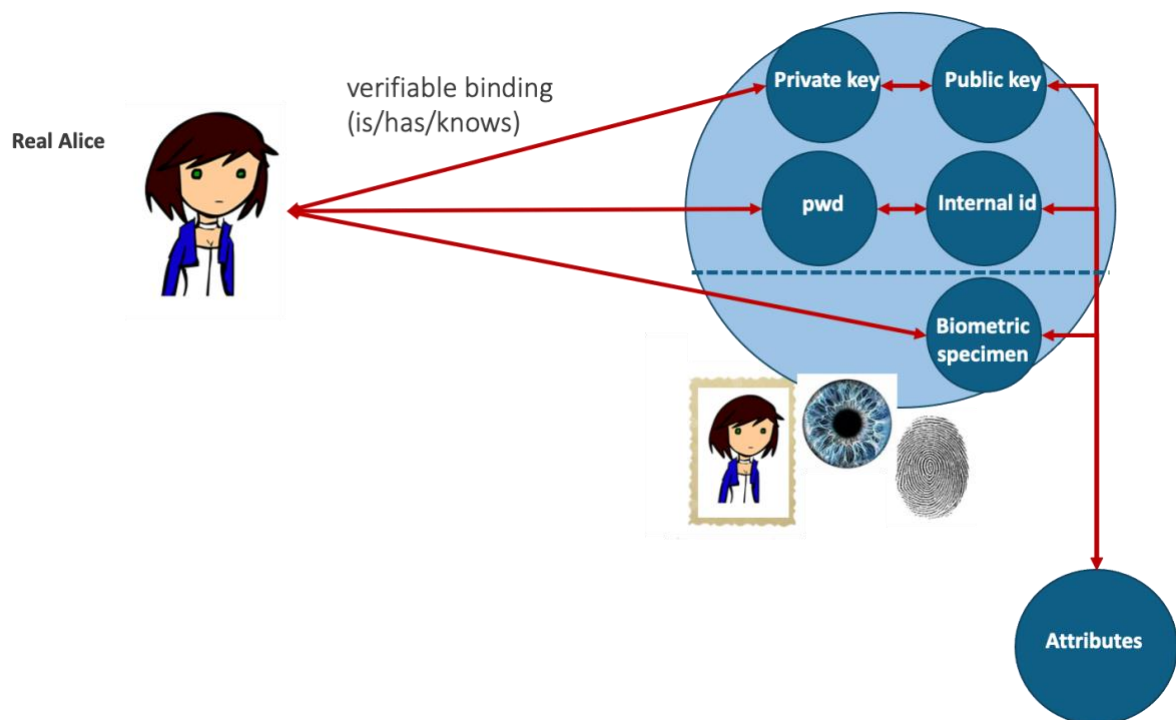 Private key
Public key
verifiable binding
(is/has/knows)
Real Alice
pwd
Internal id
Biometric
specimen
Attributes